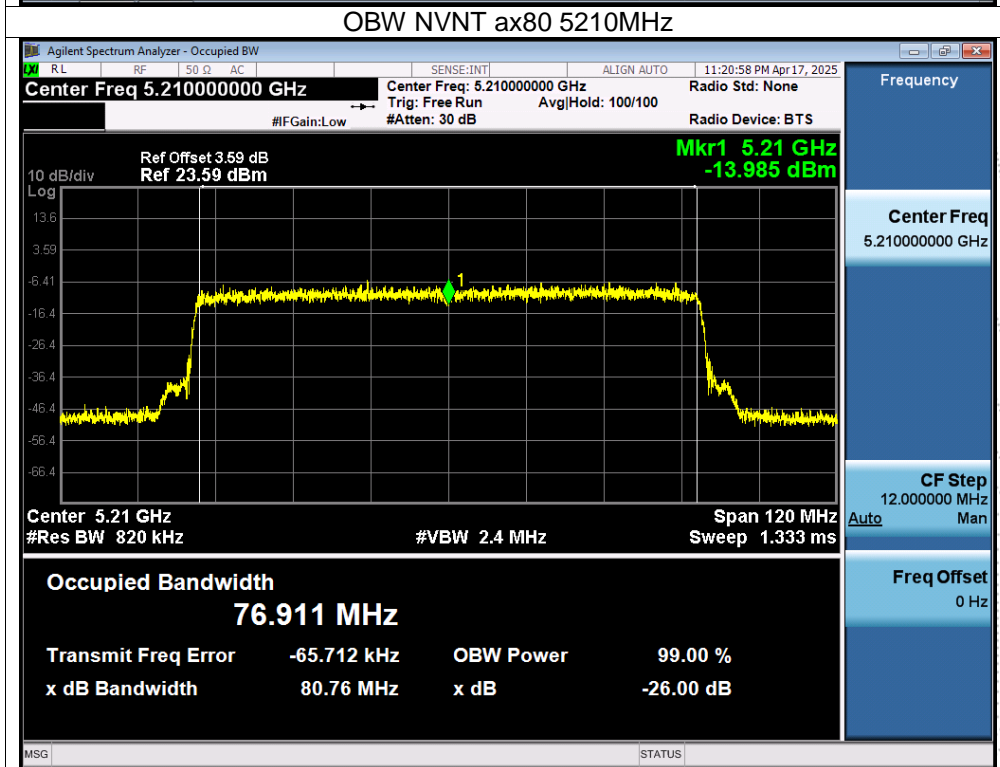 OBW NVNT ax80 5210MHz
Agilent Spectrum Analyzer - Occupied BW
LXI RL RF 50 Ω AC SENSE:INT ALIGN AUTO 11:20:58 PM Apr 17, 2025
Center Freq 5.210000000 GHz
Center Freq: 5.210000000 GHz Radio Std: None
Trig: Free Run Avg|Hold: 100/100
#IFGain:Low #Atten: 30 dB Radio Device: BTS
Frequency
Mkr1 5.21 GHz
-13.985 dBm
Ref Offset 3.59 dB
10 dB/div Ref 23.59 dBm
Log
13.6
3.59
-6.41
-16.4
-26.4
-36.4
-46.4
-56.4
-66.4
1
Center 5.21 GHz Span 120 MHz
#Res BW 820 kHz #VBW 2.4 MHz Sweep 1.333 ms
Center Freq
5.210000000 GHz
CF Step
12.000000 MHz
Auto Man
Freq Offset
0 Hz
Occupied Bandwidth
76.911 MHz
Transmit Freq Error -65.712 kHz OBW Power 99.00 %
x dB Bandwidth 80.76 MHz x dB -26.00 dB
MSG STATUS